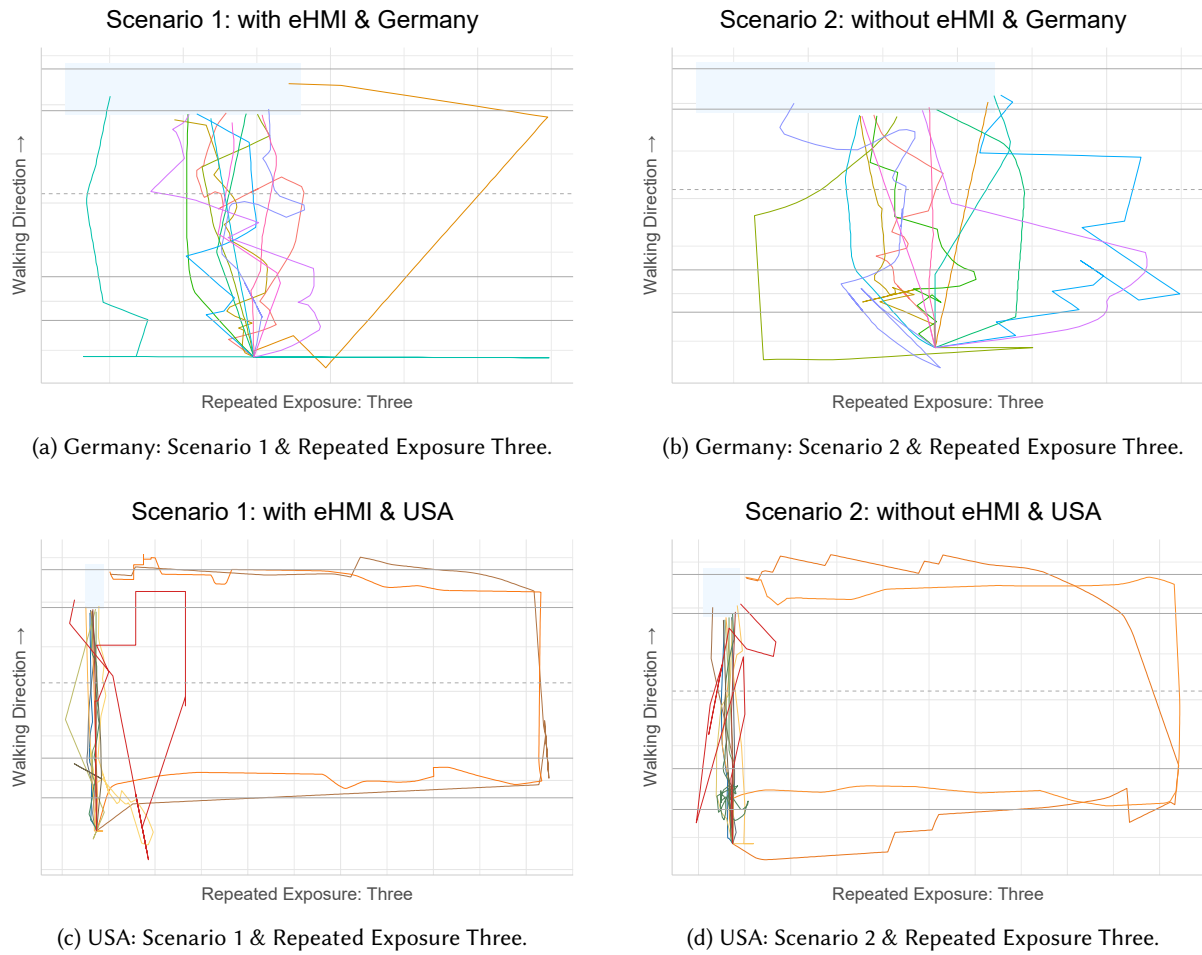 Scenario 1: with eHMI & Germany
Walking Direction →
Repeated Exposure: Three
(a) Germany: Scenario 1 & Repeated Exposure Three.
Scenario 2: without eHMI & Germany
Walking Direction →
Repeated Exposure: Three
(b) Germany: Scenario 2 & Repeated Exposure Three.
Scenario 1: with eHMI & USA
Walking Direction →
Repeated Exposure: Three
(c) USA: Scenario 1 & Repeated Exposure Three.
Scenario 2: without eHMI & USA
Walking Direction →
Repeated Exposure: Three
(d) USA: Scenario 2 & Repeated Exposure Three.